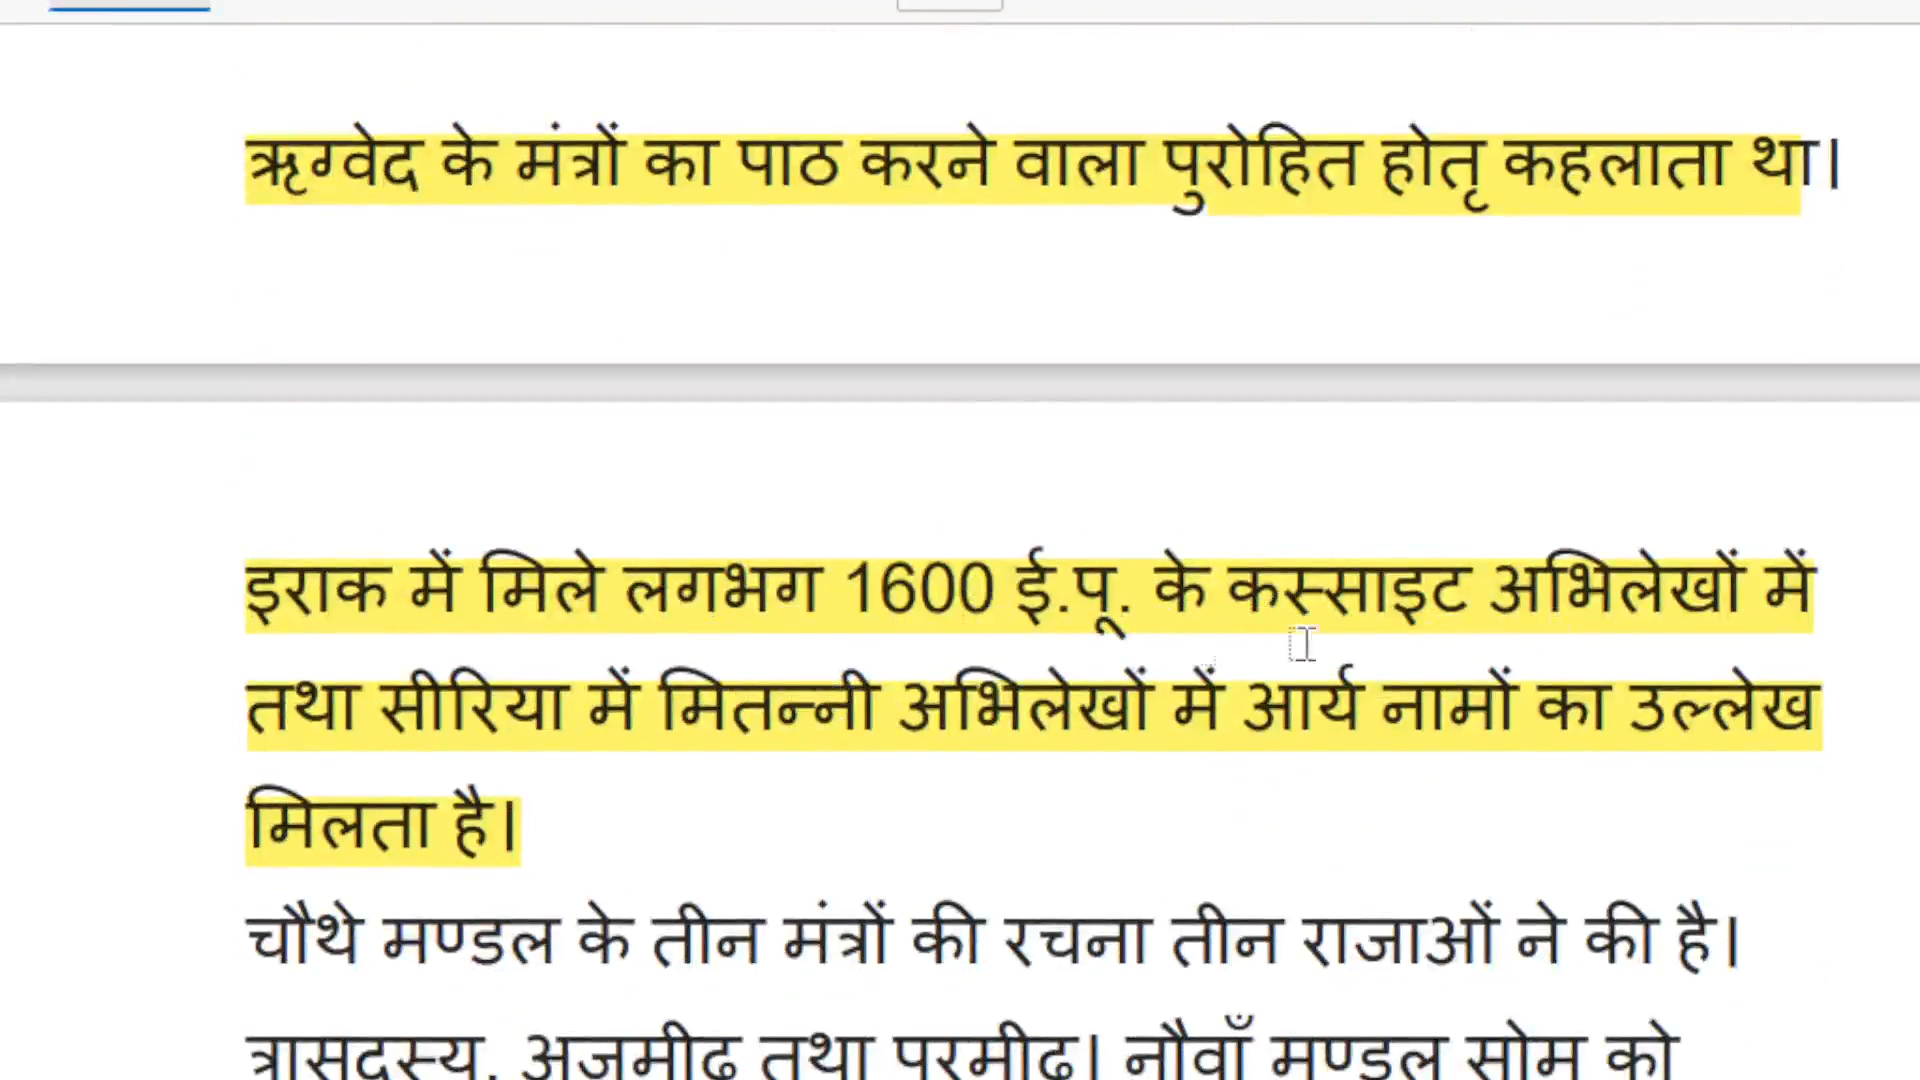 ऋग्वेद के मंत्रों का पाठ करने वाला पुरोहित होतृ कहलाता था।
इराक में मिले लगभग 1600 ई.पू. के कस्साइट अभिलेखों में
तथा सीरिया में मितन्नी अभिलेखों में आर्य नामों का उल्लेख
मिलता है।
चौथे मण्डल के तीन मंत्रों की रचना तीन राजाओं ने की है।
त्रासदस्य, अजमीढ़ तथा पुरमीढ़। नौवाँ मण्डल सोम को